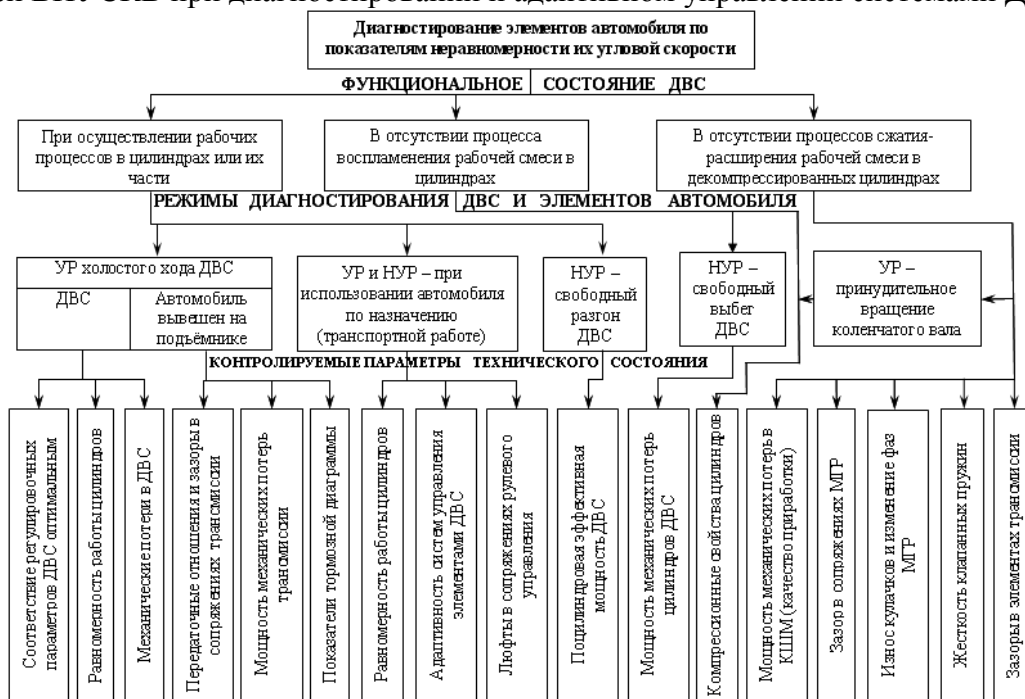 при диагностировании и адаптивном управлении системами
Диагностирование элементов автомобиля по
показателям неравномерности их угловой скорости
ФУНКЦИОНАЛЬНОЕ СОСТОЯНИЕ ДВС
При осуществлении рабочих
процессов в цилиндрах или их
части
В отсутствии процесса
воспламенения рабочей смеси в
цилиндрах
В отсутствии процессов сжатия-
расширения рабочей смеси в
декомпрессированных цилиндрах
РЕЖИМЫ ДИАГНОСТИРОВАНИЯ ДВС И ЭЛЕМЕНТОВ АВТОМОБИЛЯ
УР холостого хода ДВС
ДВС
Автомобиль
вывешен на
подъёмнике
УР и НУР – при
использовании автомобиля
по назначению
(транспортной работе)
НУР –
свободный
разгон
ДВС
НУР –
свободный
выбег
ДВС
УР –
принудительное
вращение
коленчатого вала
КОНТРОЛИРУЕМЫЕ ПАРАМЕТРЫ ТЕХНИЧЕСКОГО СОСТОЯНИЯ
Соответствие регулировочных
параметров ДВС оптимальным
Равномерность работы цилиндров
Механические потери в ДВС
Передаточные отношения и зазоры в
сопряжениях трансмиссии
Мощность механических потерь
трансмиссии
Показатели тормозной диаграммы
Равномерность работы цилиндров
Адаптивность систем управления
элементами ДВС
Люфты в сопряжениях рулевого
управления
Поцилиндровая эффективная
мощность ДВС
Мощность механических потерь
цилиндров ДВС
Компрессионные свойства цилиндров
Мощность механических потерь в
КШМ (качество приработки)
Зазор в сопряжениях МГР
Износ кулачков и изменение фаз
МГР
Жесткость клапанных пружин
Зазоры в элементах трансмиссии